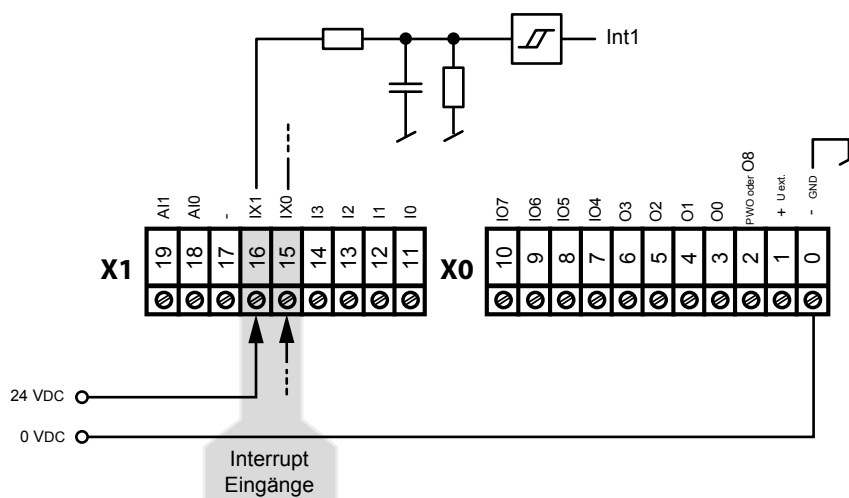 Int1
AI1
AI0
-
IX1
IX0
I3
I2
I1
I0
IO7
IO6
IO5
IO4
O3
O2
O1
O0
PWO oder O8
+ U ext.
- GND
X1
19
18
17
16
15
14
13
12
11
X0
10
9
8
7
6
5
4
3
2
1
0
24 VDC
0 VDC
Interrupt
Eingänge